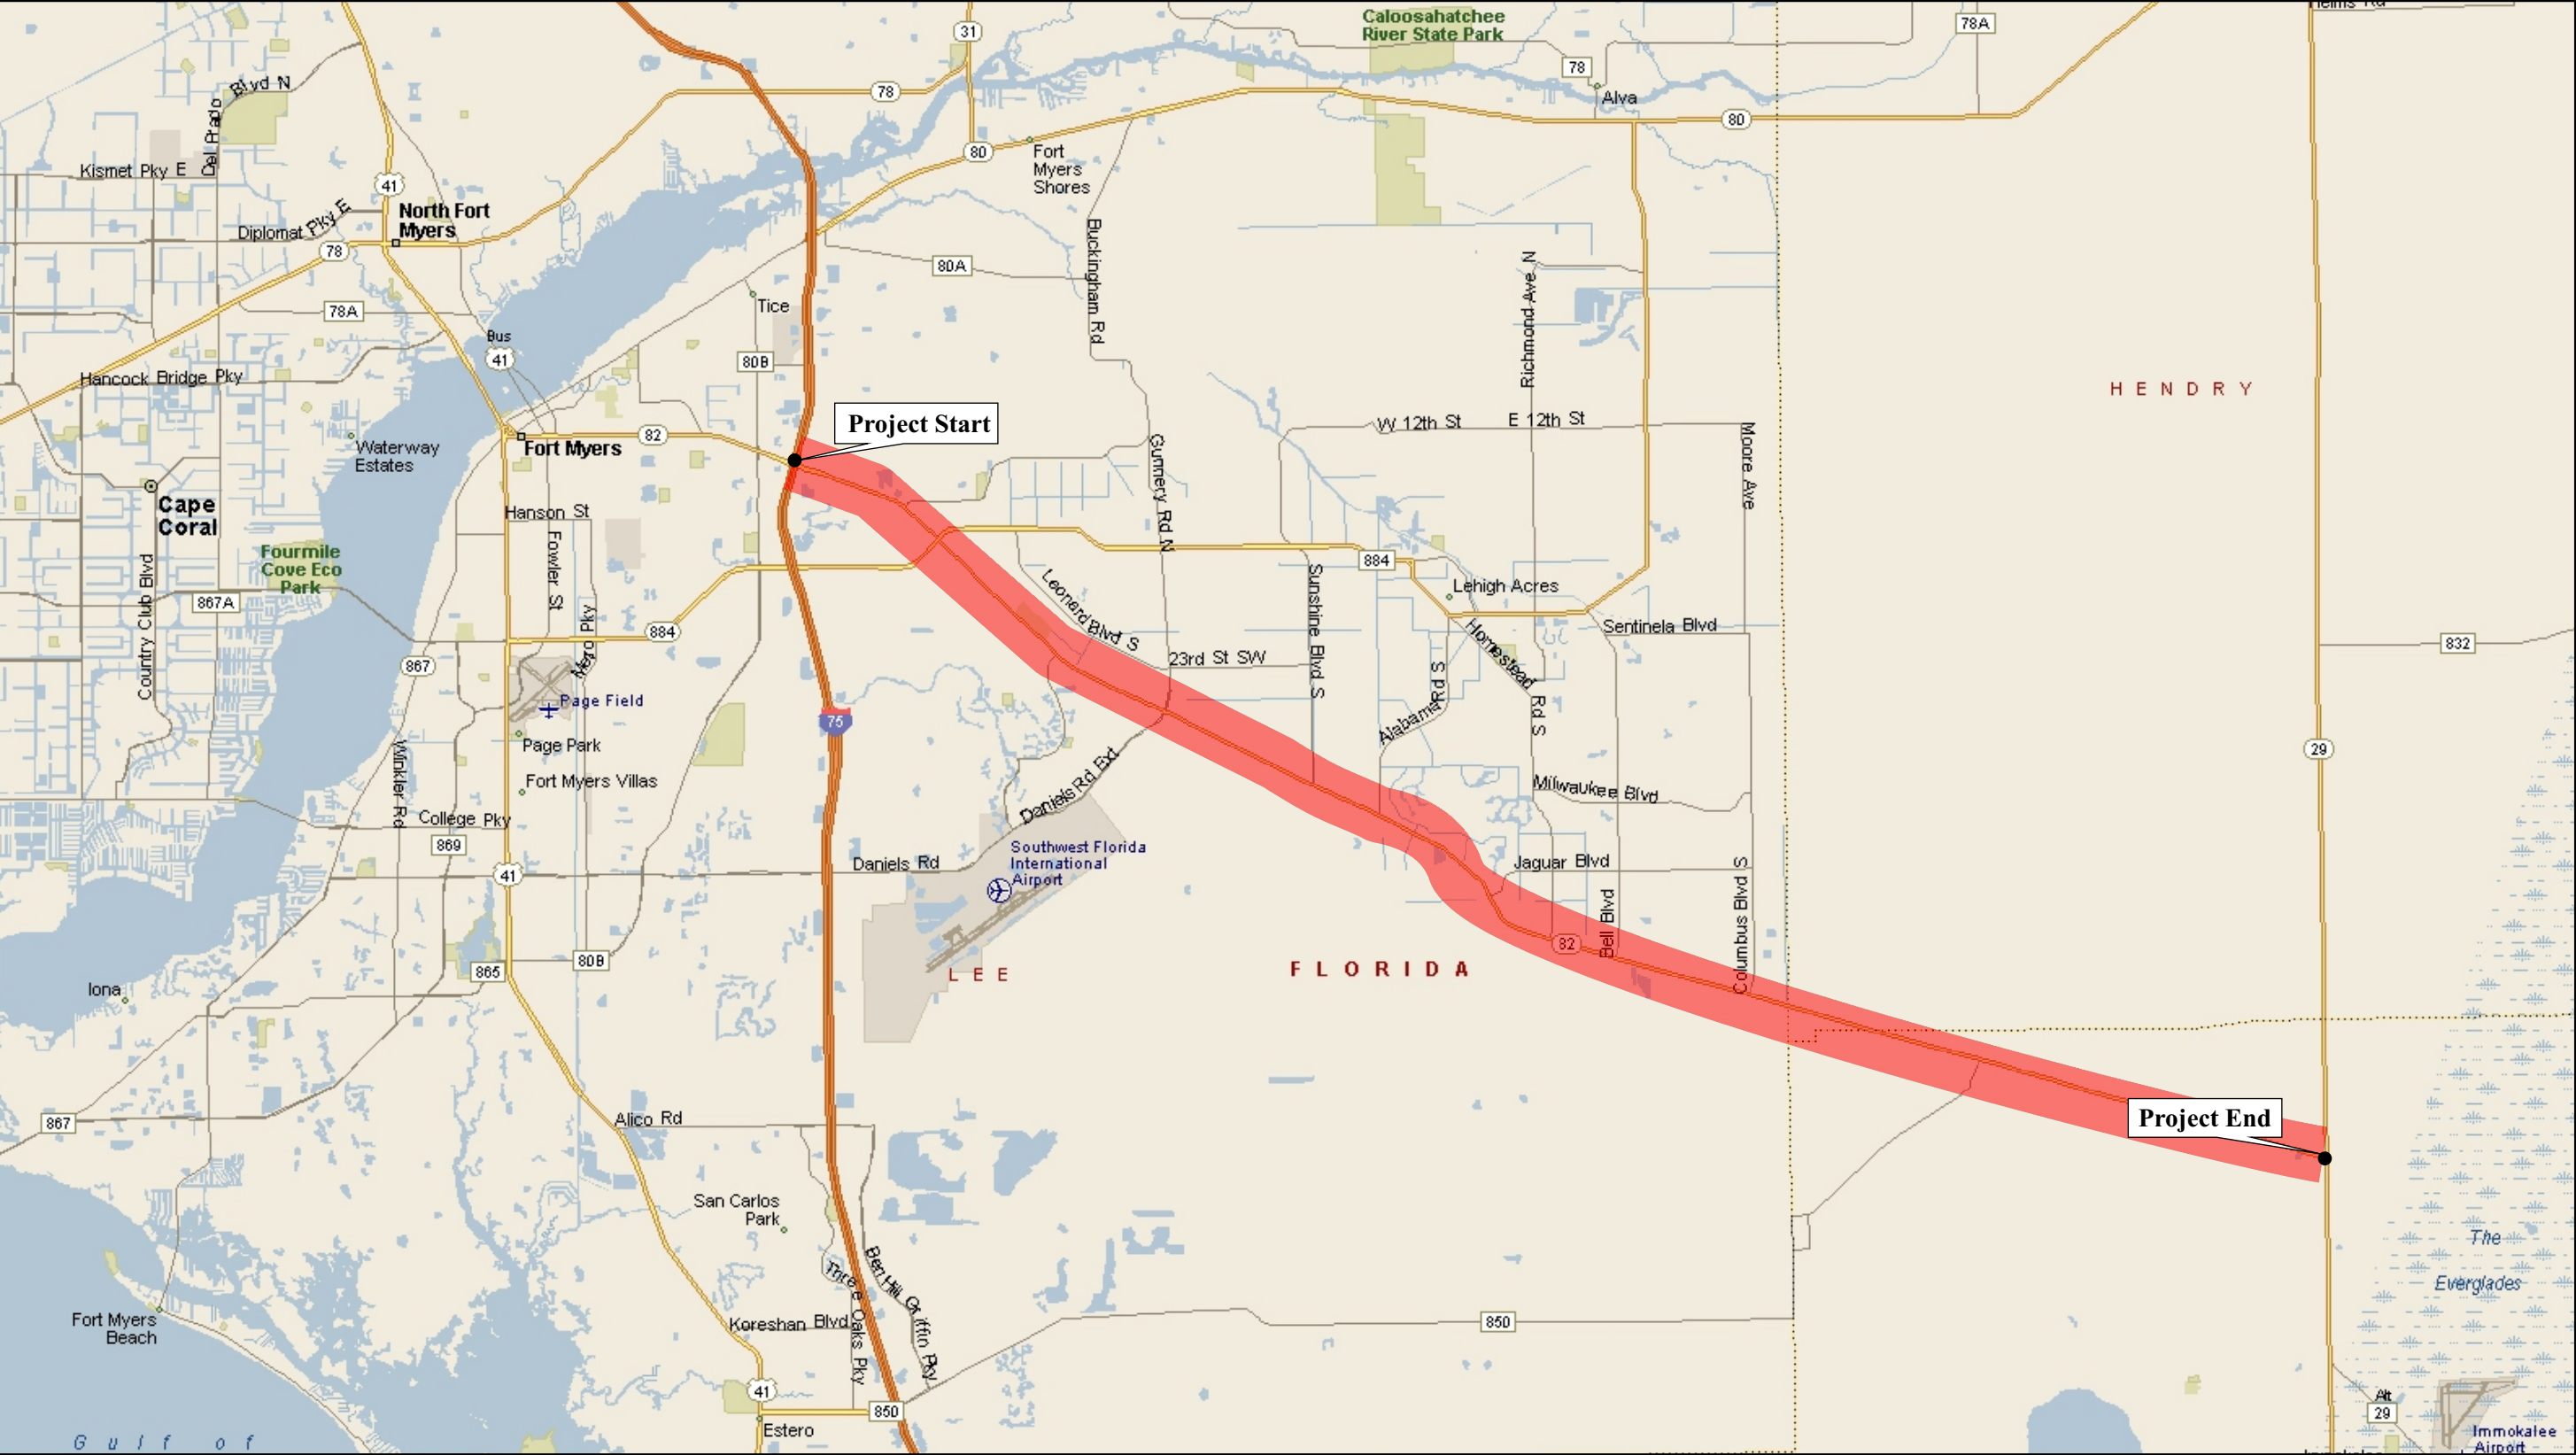 Helms Rd
Caloosahatchee
River State Park
31
78A
78
78
Blvd N
Del Prado
Alva
80
80
Fort
Myers
Shores
Kismet Pky E
41
North Fort
Myers
Diplomat Pky E
78
80A
Buckingham Rd
Richmond Ave N
Tice
78A
Bus
41
80B
Hancock Bridge Pky
HENDRY
Project Start
82
W 12th St
E 12th St
Moore Ave
Fort Myers
Waterway
Estates
Gunnery Rd N
Cape
Coral
Hanson St
Fowler St
Fourmile
Cove Eco
Park
884
Lehigh Acres
Leonard Blvd S
Sunshine Blvd S
Country Club Blvd
867A
Metro Pky
884
Sentinela Blvd
Homestead Rd S
832
867
23rd St SW
Alabama Rd S
Page Field
75
29
Page Park
Winkler Rd
Fort Myers Villas
Daniels Rd Ext
Milwaukee Blvd
College Pky
869
Southwest Florida
International
Airport
Daniels Rd
Jaguar Blvd
41
Bell Blvd
Columbus Blvd S
82
80B
865
LEE
FLORIDA
Iona
867
Alico Rd
Project End
San Carlos
Park
The
Everglades
Three Oaks Pky
Ben Hill Griffin Pky
Fort Myers
Beach
Koreshan Blvd
850
41
850
Estero
Alt
29
Immokalee
Airport
Gulf of